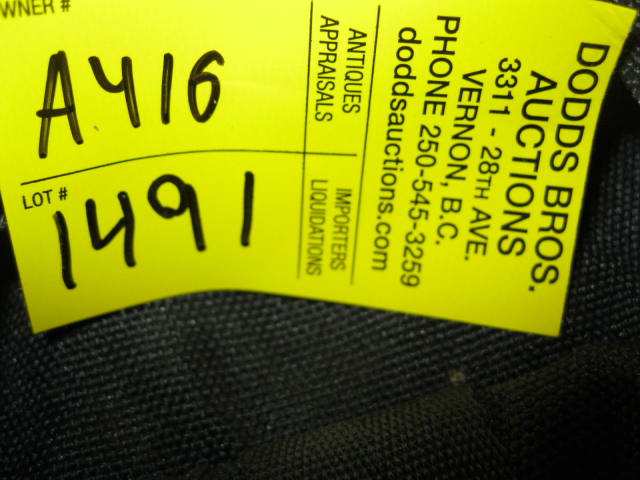 WNER #
A416
LOT #
1491
ANTIQUES
APPRAISALS
IMPORTERS
LIQUIDATIONS
DODDS BROS.
AUCTIONS
3311 - 28TH AVE.
VERNON, B.C.
PHONE 250-545-3259
doddsauctions.com